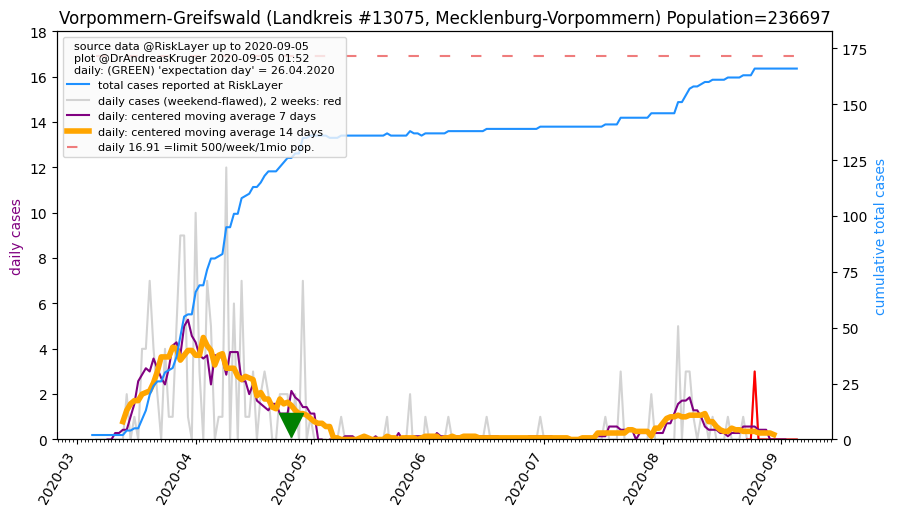 Vorpommern-Greifswald (Landkreis #13075, Mecklenburg-Vorpommern) Population=236697
source data @RiskLayer up to 2020-09-05
plot @DrAndreasKruger 2020-09-05 01:52
daily: (GREEN) 'expectation day' = 26.04.2020
total cases reported at RiskLayer
daily cases (weekend-flawed), 2 weeks: red
daily: centered moving average 7 days
daily: centered moving average 14 days
daily 16.91 =limit 500/week/1mio pop.
daily cases
18
16
14
12
10
8
6
4
2
0
cumulative total cases
175
150
125
100
75
50
25
0
2020-03
2020-04
2020-05
2020-06
2020-07
2020-08
2020-09